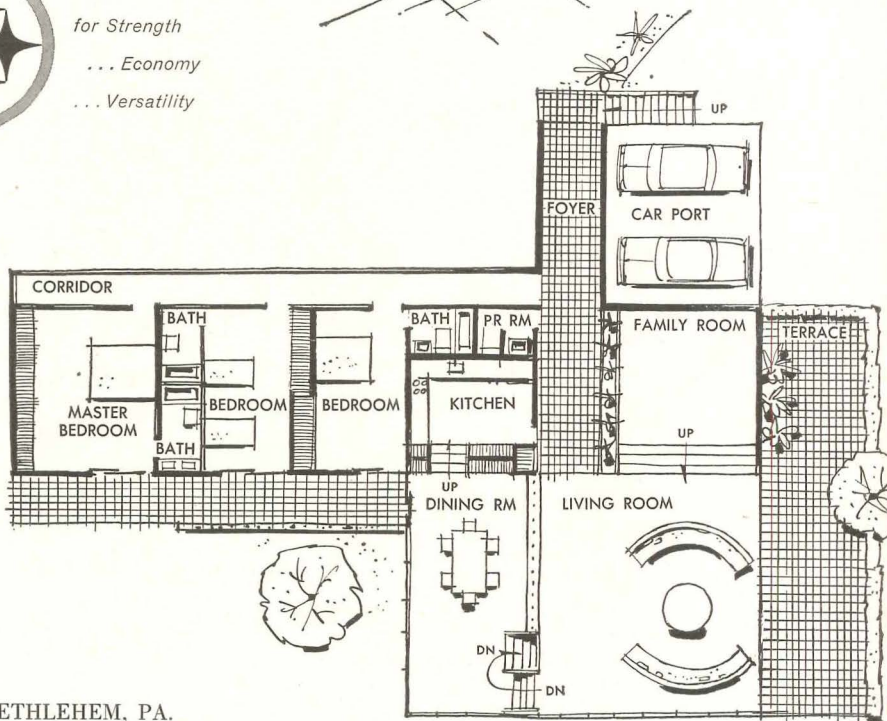 for Strength
... Economy
... Versatility
UP
FOYER
CAR PORT
CORRIDOR
BATH
BATH
PR RM
FAMILY ROOM
TERRACE
MASTER
BEDROOM
BEDROOM
BEDROOM
KITCHEN
BATH
UP
UP
DINING RM
LIVING ROOM
DN
DN
ETHLEHEM, PA.